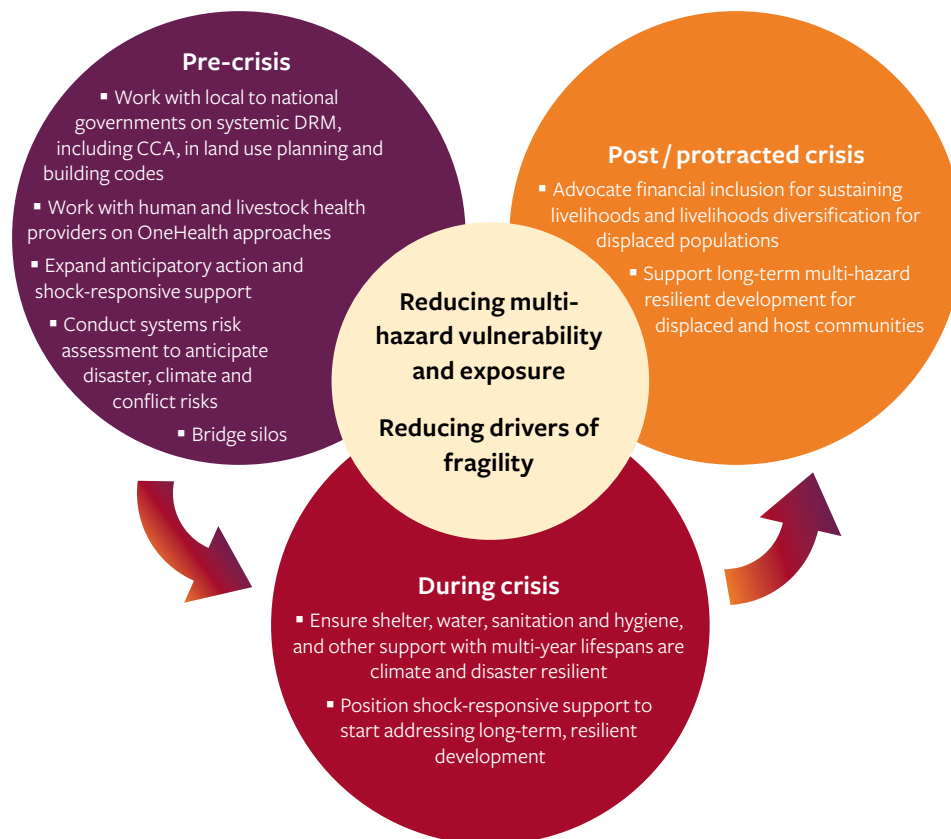 Pre-crisis
▪ Work with local to national
governments on systemic DRM,
including CCA, in land use planning and
building codes
▪ Work with human and livestock health
providers on OneHealth approaches
▪ Expand anticipatory action and
shock-responsive support
▪ Conduct systems risk
assessment to anticipate
disaster, climate and
conflict risks
▪ Bridge silos
Post / protracted crisis
▪ Advocate financial inclusion for sustaining
livelihoods and livelihoods diversification for
displaced populations
▪ Support long-term multi-hazard
resilient development for
displaced and host communities
Reducing multi-
hazard vulnerability
and exposure
Reducing drivers of
fragility
During crisis
▪ Ensure shelter, water, sanitation and hygiene,
and other support with multi-year lifespans are
climate and disaster resilient
▪ Position shock-responsive support to
start addressing long-term, resilient
development